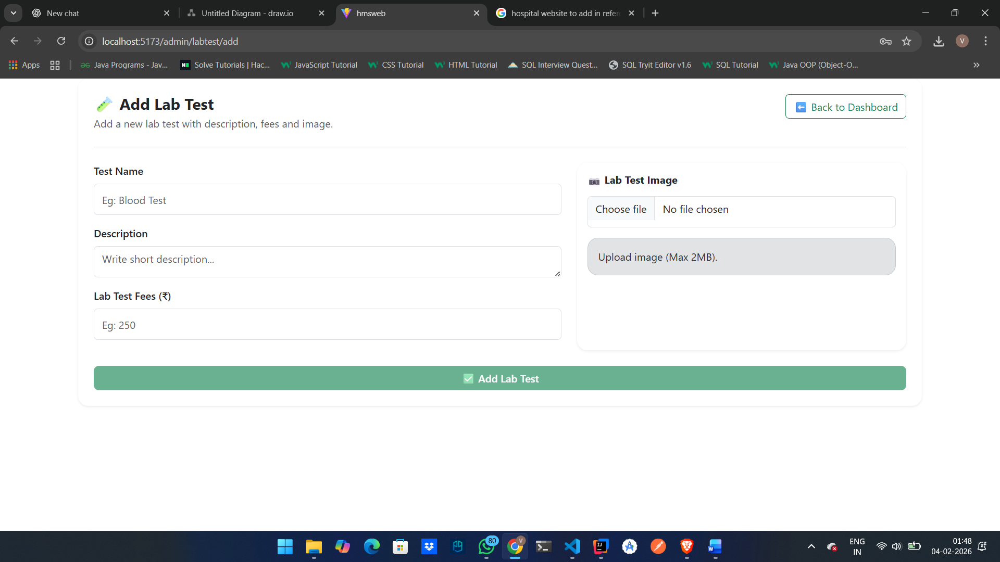 New chat
Untitled Diagram - draw.io
hmsweb
hospital website to add in refere
localhost:5173/admin/labtest/add
V
Apps
Java Programs - Jav...
Solve Tutorials | Hac...
JavaScript Tutorial
CSS Tutorial
HTML Tutorial
SQL Interview Quest...
SQL Tryit Editor v1.6
SQL Tutorial
Java OOP (Object-O...
Add Lab Test
Back to Dashboard
Add a new lab test with description, fees and image.
Test Name
Eg: Blood Test
Description
Write short description...
Lab Test Fees (₹)
Eg: 250
Lab Test Image
Choose file
No file chosen
Upload image (Max 2MB).
Add Lab Test
80
V
ENG
IN
01:48
04-02-2026